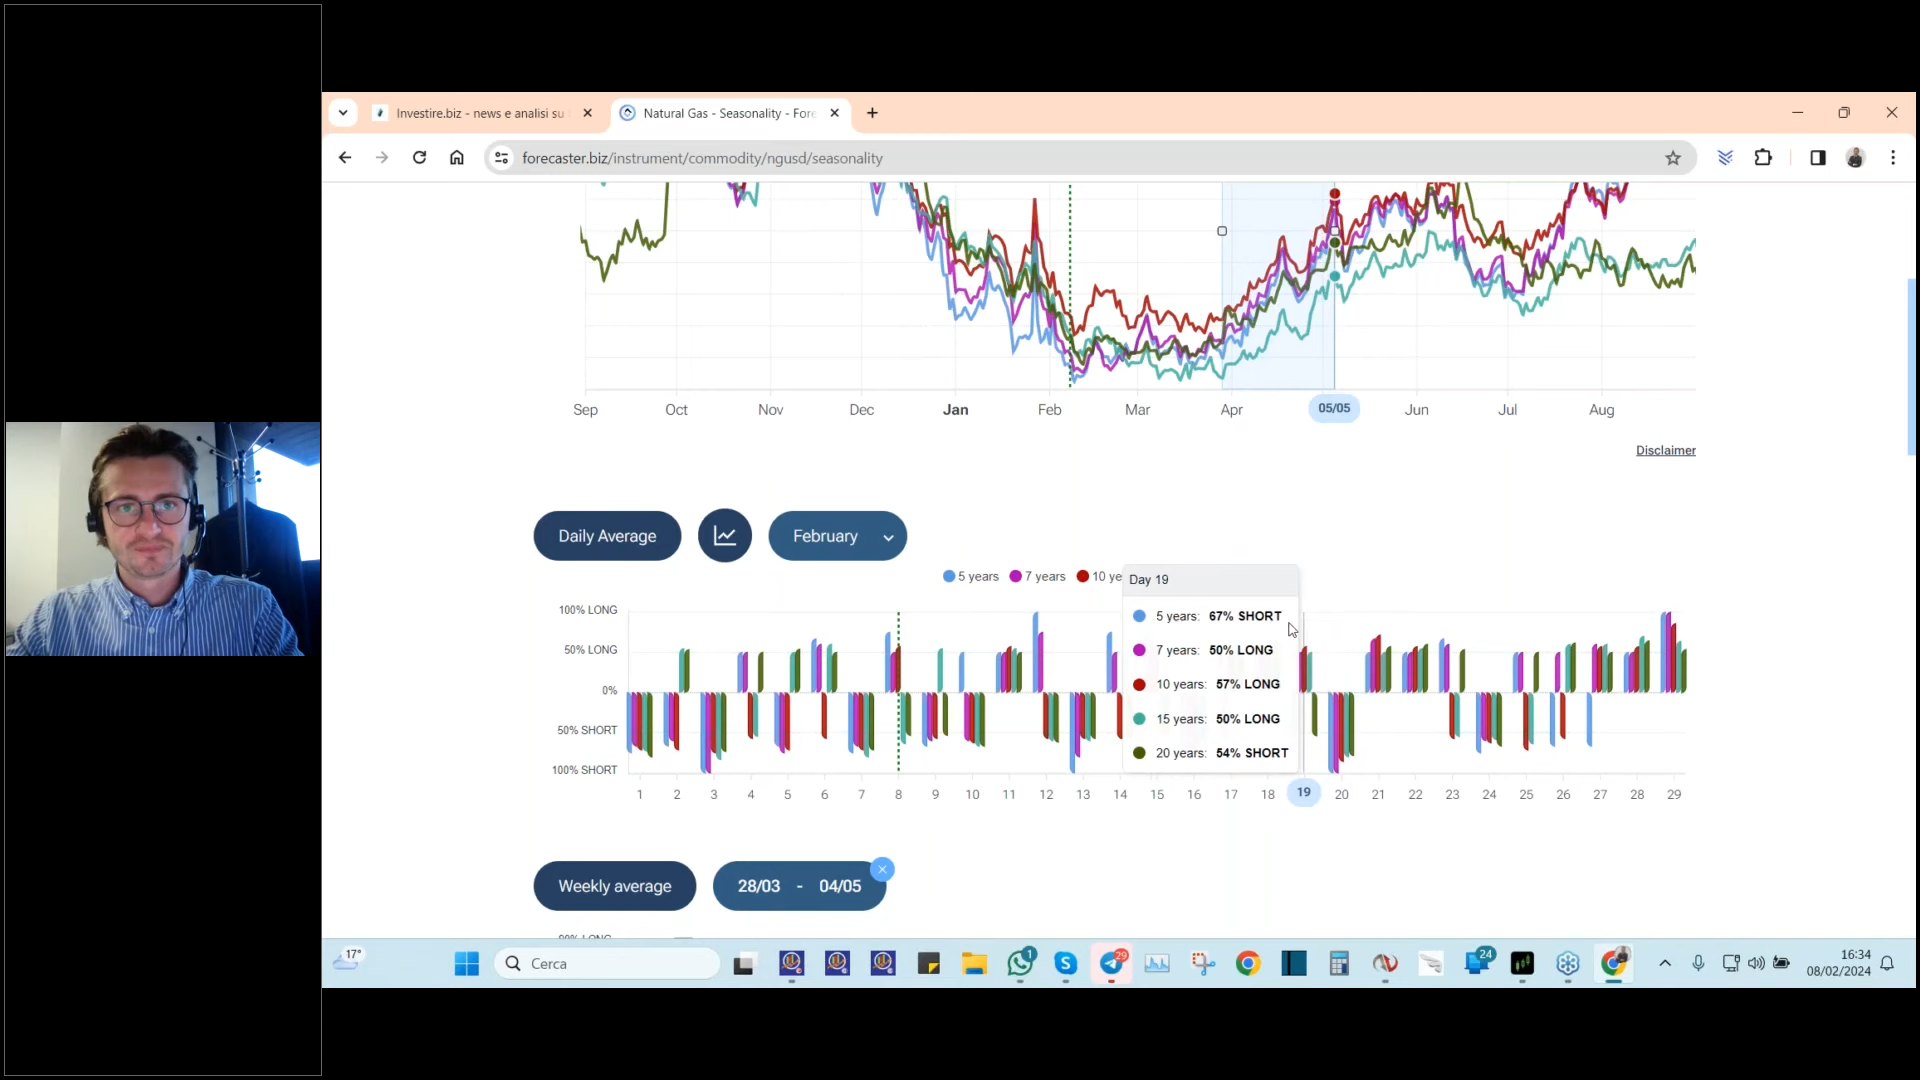 Investire.biz - news e analisi su
Natural Gas - Seasonality - Fore
forecaster.biz/instrument/commodity/ngusd/seasonality
Sep Oct Nov Dec Jan Feb Mar Apr 05/05 Jun Jul Aug
Disclaimer
Daily Average
February
5 years 7 years 10 ye
Day 19
5 years: 67% SHORT
7 years: 50% LONG
10 years: 57% LONG
15 years: 50% LONG
20 years: 54% SHORT
100% LONG
50% LONG
0%
50% SHORT
100% SHORT
1 2 3 4 5 6 7 8 9 10 11 12 13 14 15 16 17 18 19 20 21 22 23 24 25 26 27 28 29
Weekly average
28/03 - 04/05
17°
Cerca
1
29
24
16:34
08/02/2024